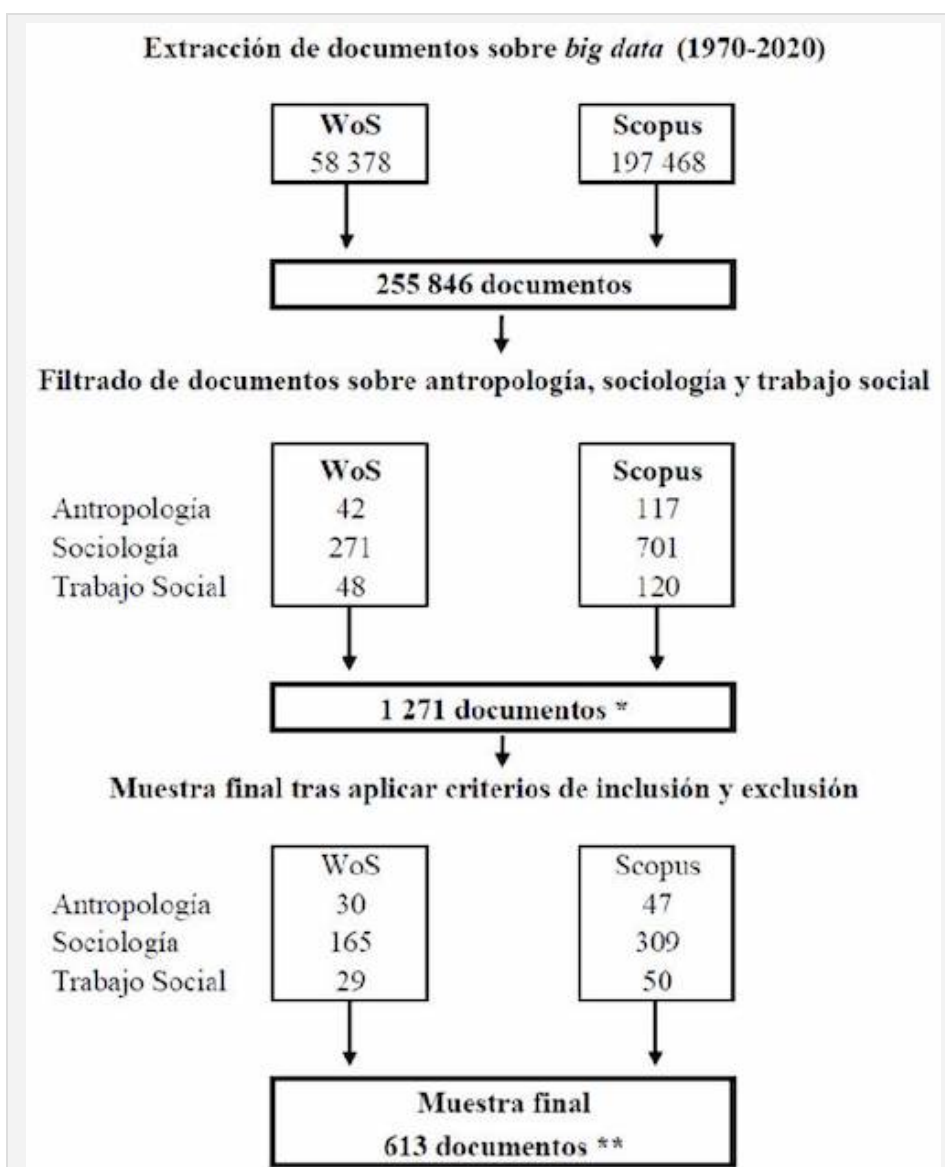 Extracción de documentos sobre big data (1970-2020)
WoS Scopus
58 378 197 468
255 846 documentos
Filtrado de documentos sobre antropología, sociología y trabajo social
WoS Scopus
Antropología 42 117
Sociología 271 701
Trabajo Social 48 120
1 271 documentos *
Muestra final tras aplicar criterios de inclusión y exclusión
WoS Scopus
Antropología 30 47
Sociología 165 309
Trabajo Social 29 50
Muestra final
613 documentos **